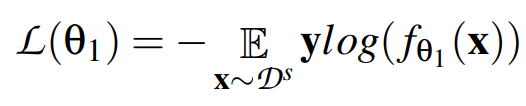 ℒ(θ₁) = − 𝔼 ylog(f_θ₁(x))
x∼𝒟ˢ